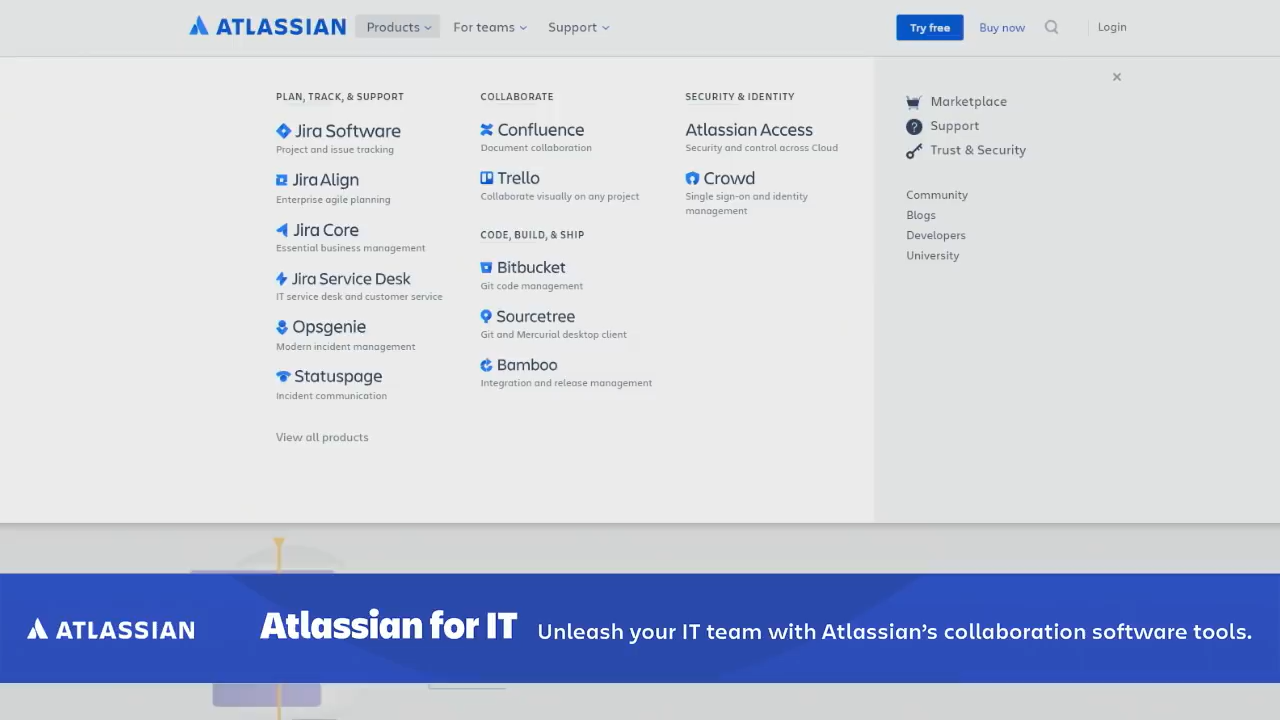 ATLASSIAN
Products
For teams
Support
Try free
Buy now
Login
PLAN, TRACK, & SUPPORT
Jira Software
Project and issue tracking
Jira Align
Enterprise agile planning
Jira Core
Essential business management
Jira Service Desk
IT service desk and customer service
Opsgenie
Modern incident management
Statuspage
Incident communication
View all products
COLLABORATE
Confluence
Document collaboration
Trello
Collaborate visually on any project
CODE, BUILD, & SHIP
Bitbucket
Git code management
Sourcetree
Git and Mercurial desktop client
Bamboo
Integration and release management
SECURITY & IDENTITY
Atlassian Access
Security and control across Cloud
Crowd
Single sign-on and identity
management
Marketplace
Support
Trust & Security
Community
Blogs
Developers
University
ATLASSIAN
Atlassian for IT
Unleash your IT team with Atlassian's collaboration software tools.